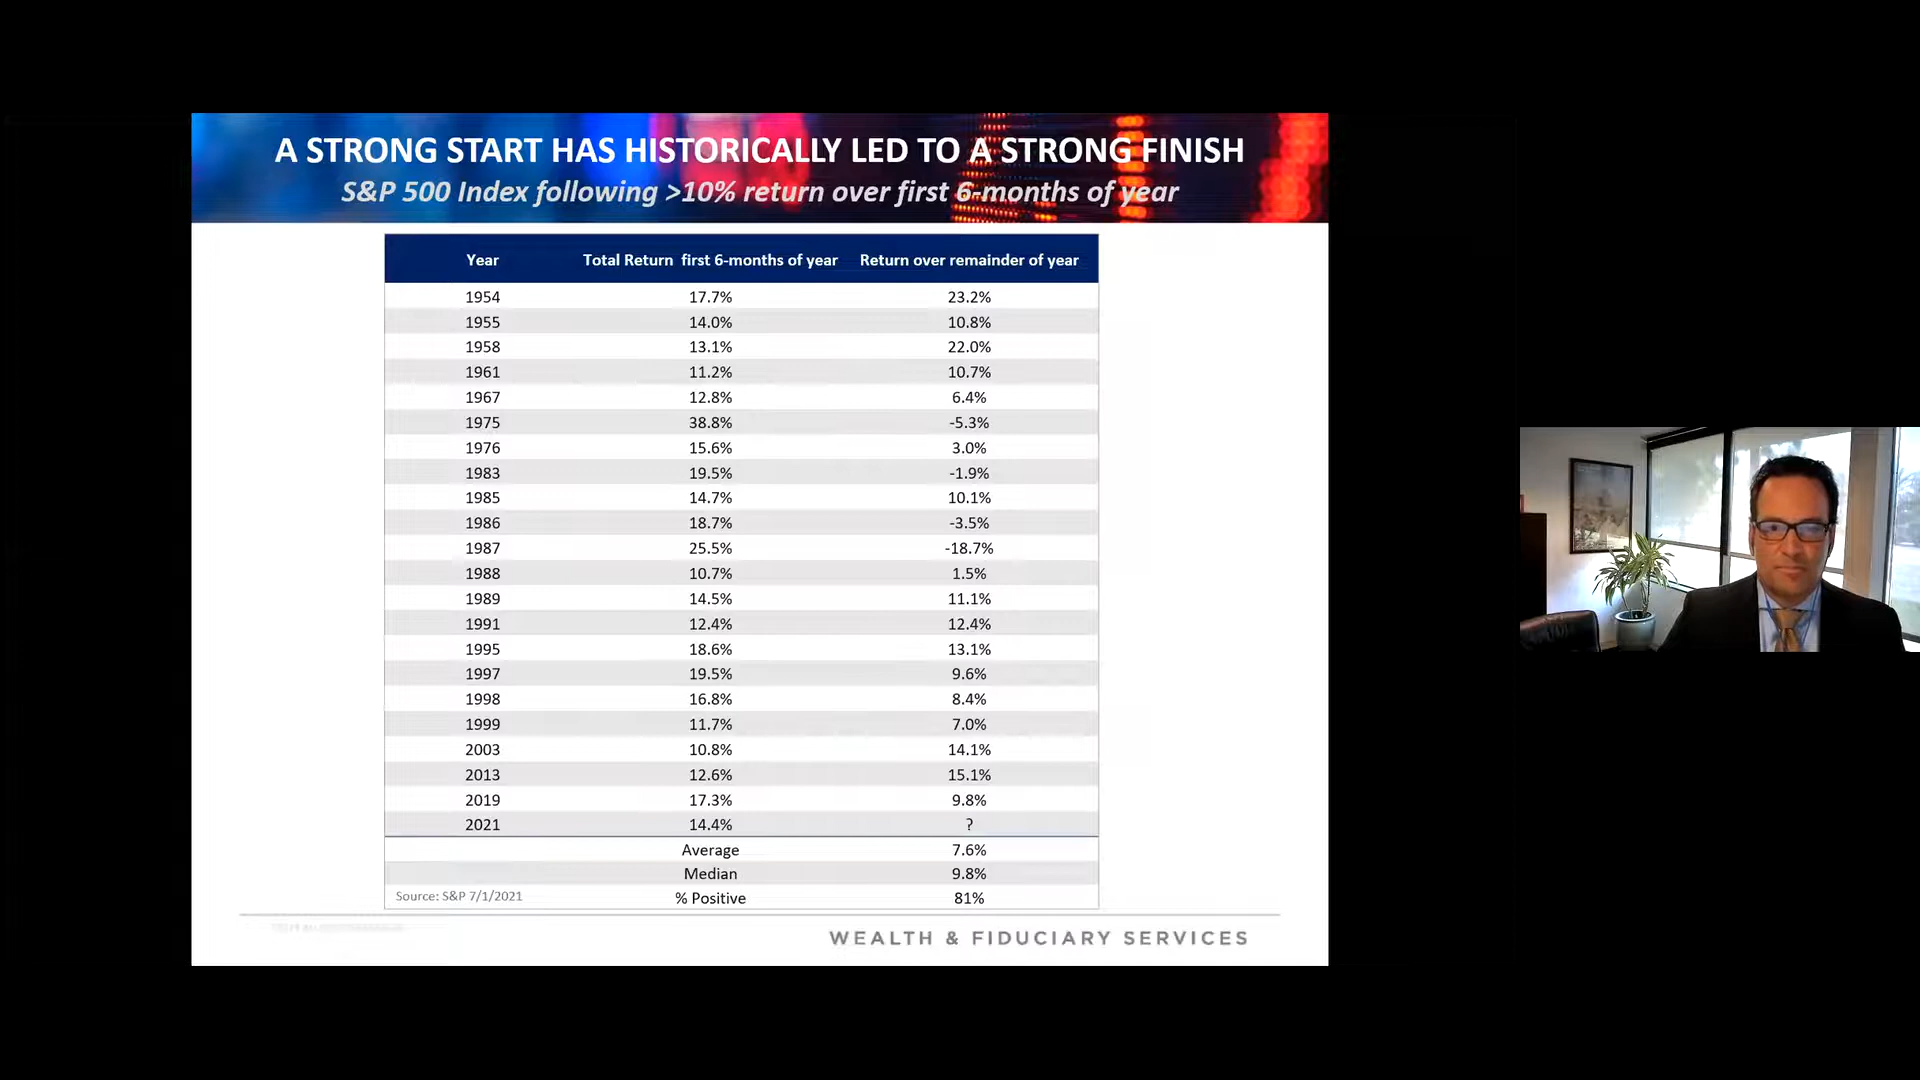 A STRONG START HAS HISTORICALLY LED TO A STRONG FINISH
S&P 500 Index following >10% return over first 6-months of year
Year Total Return first 6-months of year Return over remainder of year
1954 17.7% 23.2%
1955 14.0% 10.8%
1958 13.1% 22.0%
1961 11.2% 10.7%
1967 12.8% 6.4%
1975 38.8% -5.3%
1976 15.6% 3.0%
1983 19.5% -1.9%
1985 14.7% 10.1%
1986 18.7% -3.5%
1987 25.5% -18.7%
1988 10.7% 1.5%
1989 14.5% 11.1%
1991 12.4% 12.4%
1995 18.6% 13.1%
1997 19.5% 9.6%
1998 16.8% 8.4%
1999 11.7% 7.0%
2003 10.8% 14.1%
2013 12.6% 15.1%
2019 17.3% 9.8%
2021 14.4% ?
Average 7.6%
Median 9.8%
Source: S&P 7/1/2021 % Positive 81%
WEALTH & FIDUCIARY SERVICES